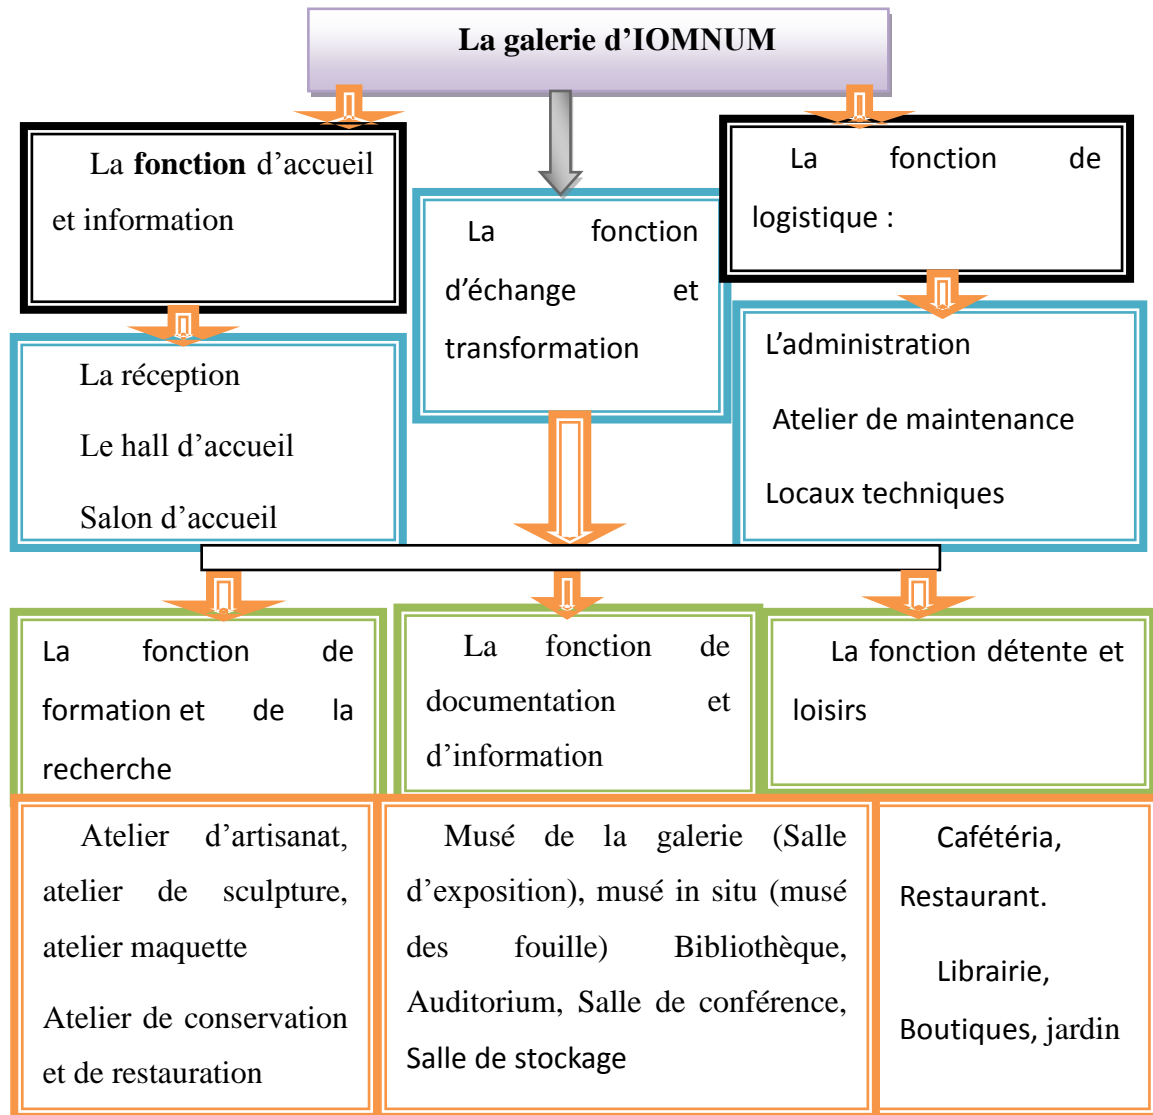 La galerie d'IOMNUM
La fonction d'accueil
et information
La fonction
d'échange et
transformation
La fonction de
logistique :
La réception
Le hall d'accueil
Salon d'accueil
L'administration
Atelier de maintenance
Locaux techniques
La fonction de
formation et de la
recherche
La fonction de
documentation et
d'information
La fonction détente et
loisirs
Atelier d'artisanat,
atelier de sculpture,
atelier maquette
Atelier de conservation
et de restauration
Musé de la galerie (Salle
d'exposition), musé in situ (musé
des fouille) Bibliothèque,
Auditorium, Salle de conférence,
Salle de stockage
Cafétéria,
Restaurant.
Librairie,
Boutiques, jardin